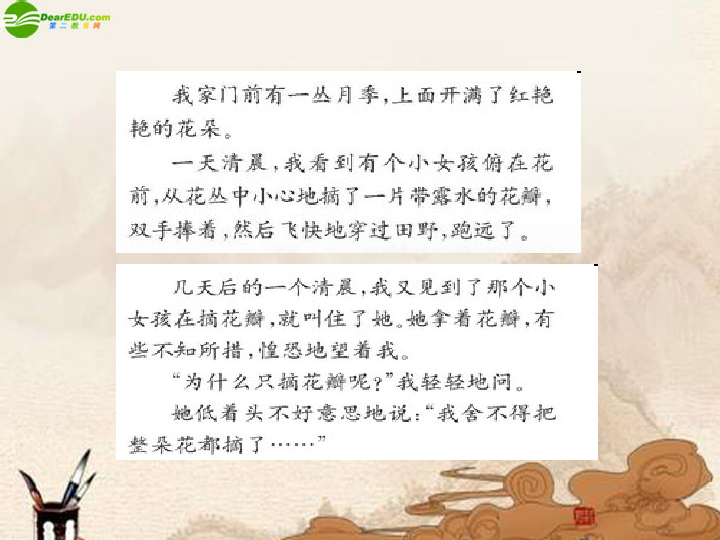 DearEDU.com
第二教育网
我家门前有一丛月季,上面开满了红艳
艳的花朵。
一天清晨,我看到有个小女孩俯在花
前,从花丛中小心地摘了一片带露水的花瓣,
双手捧着,然后飞快地穿过田野,跑远了。
几天后的一个清晨,我又见到了那个小
女孩在摘花瓣,就叫住了她。她拿着花瓣,有
些不知所措,惶恐地望着我。
“为什么只摘花瓣呢?”我轻轻地问。
她低着头不好意思地说:“我舍不得把
整朵花都摘了……”